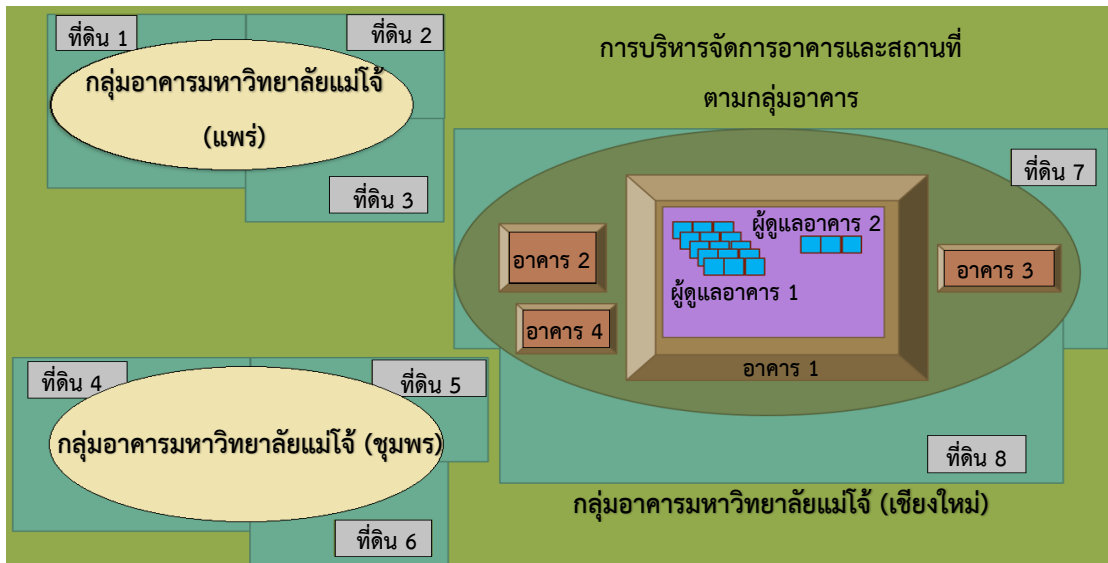 ที่ดิน 1
ที่ดิน 2
กลุ่มอาคารมหาวิทยาลัยแม่โจ้
(แพร่)
ที่ดิน 3
การบริหารจัดการอาคารและสถานที่
ตามกลุ่มอาคาร
ที่ดิน 7
ผู้ดูแลอาคาร 2
อาคาร 2
อาคาร 3
ผู้ดูแลอาคาร 1
อาคาร 4
อาคาร 1
ที่ดิน 4
ที่ดิน 5
กลุ่มอาคารมหาวิทยาลัยแม่โจ้ (ชุมพร)
ที่ดิน 6
ที่ดิน 8
กลุ่มอาคารมหาวิทยาลัยแม่โจ้ (เชียงใหม่)